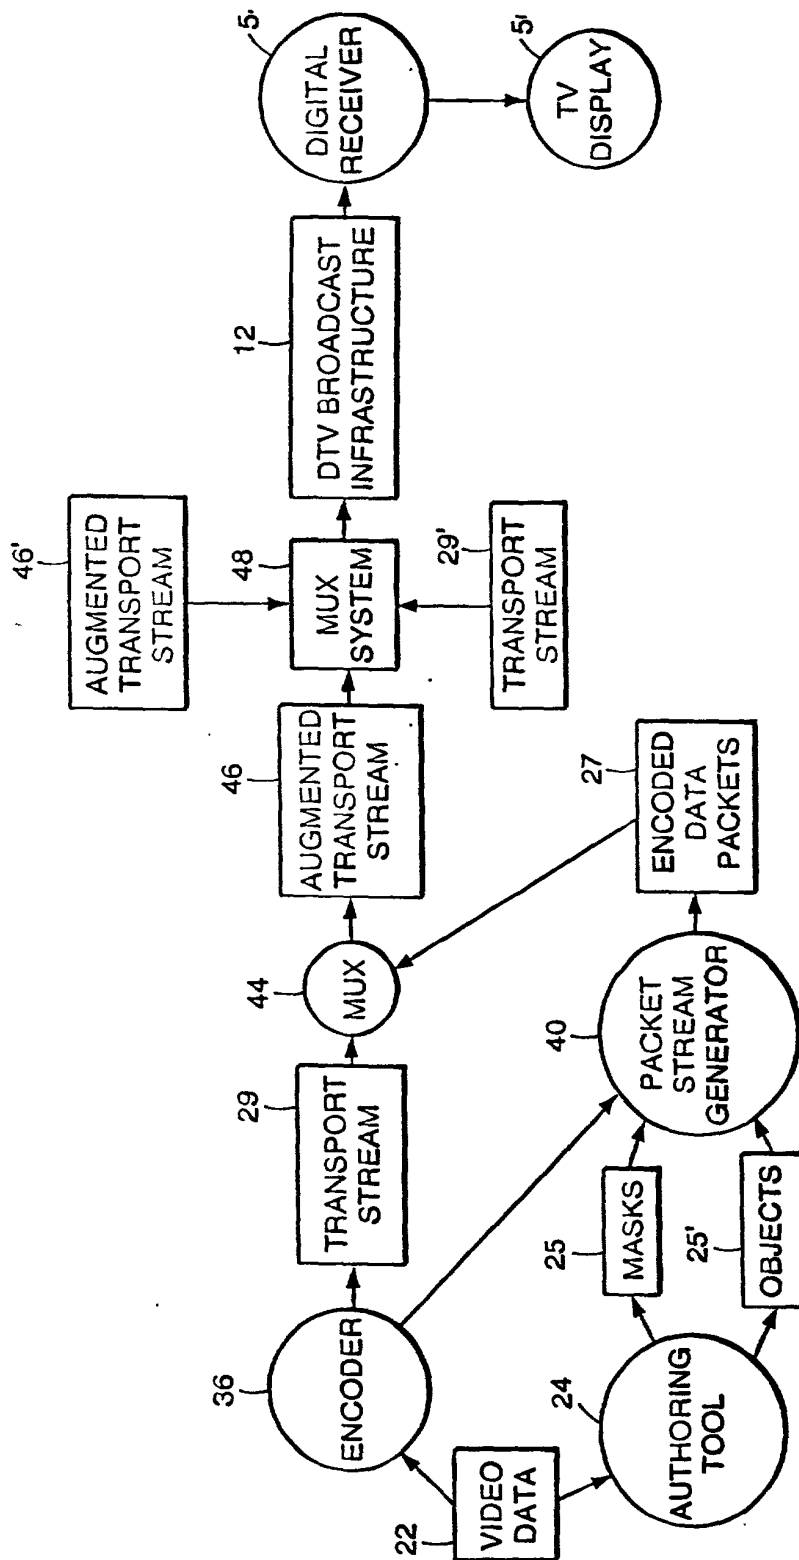 22
VIDEO
DATA
36
ENCODER
24
AUTHORING
TOOL
29
TRANSPORT
STREAM
25
MASKS
25'
OBJECTS
44
MUX
40
PACKET
STREAM
GENERATOR
46
AUGMENTED
TRANSPORT
STREAM
27
ENCODED
DATA
PACKETS
46'
AUGMENTED
TRANSPORT
STREAM
48
MUX
SYSTEM
29'
TRANSPORT
STREAM
12
DTV BROADCAST
INFRASTRUCTURE
5'
DIGITAL
RECEIVER
5'
TV
DISPLAY